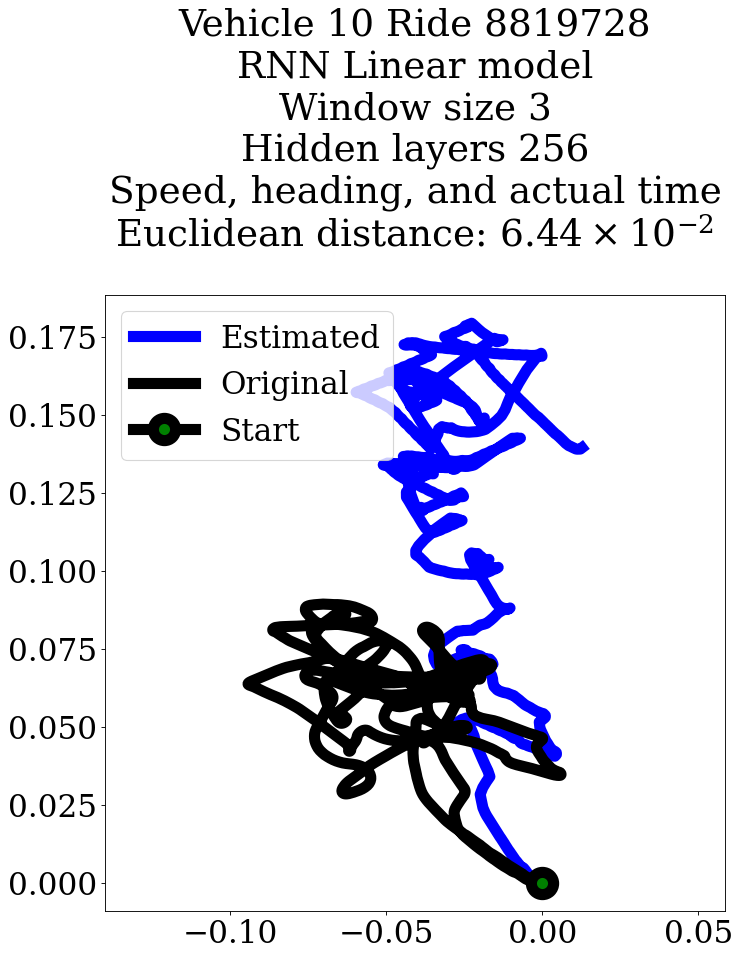 Vehicle 10 Ride 8819728
RNN Linear model
Window size 3
Hidden layers 256
Speed, heading, and actual time
Euclidean distance: 6.44 × 10⁻²
Estimated
Original
Start
0.175
0.150
0.125
0.100
0.075
0.050
0.025
0.000
−0.10 −0.05 0.00 0.05